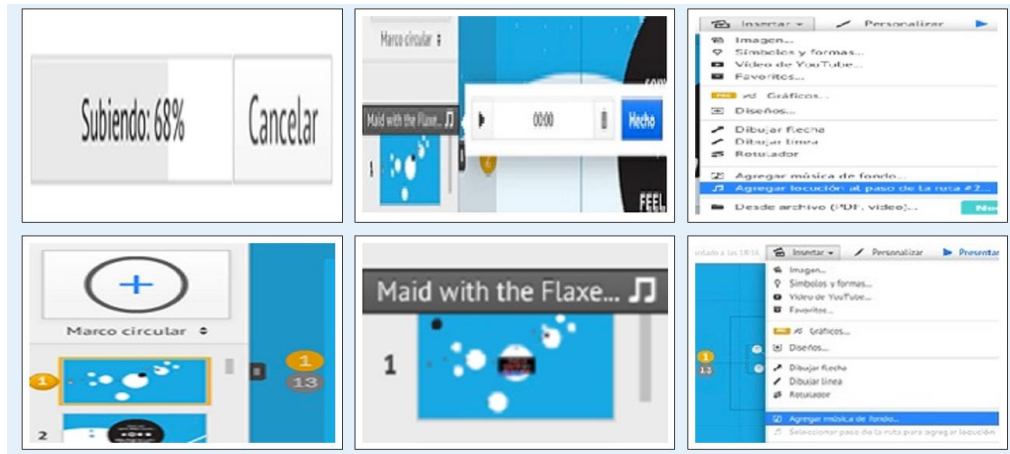 Subiendo: 68%
Cancelar
Marco circular
Maid with the Flaxe...
00:00
Hecho
1
FEEL
Insertar
Personalizar
Imagen...
Símbolos y formas...
Vídeo de YouTube...
Favoritos...
Gráficos...
Diseños...
Dibujar flecha
Dibujar línea
Rotulador
Agregar música de fondo...
Agregar locución al paso de la ruta #2...
Desde archivo (PDF, vídeo)...
Marco circular
1
2
1
13
Maid with the Flaxe...
1
Insertar
Personalizar
Presentar
Imagen...
Símbolos y formas...
Vídeo de YouTube...
Favoritos...
Gráficos...
Diseños...
1
13
Dibujar flecha
Dibujar línea
Rotulador
Agregar música de fondo...
Seleccionar paso de la ruta para agregar locución